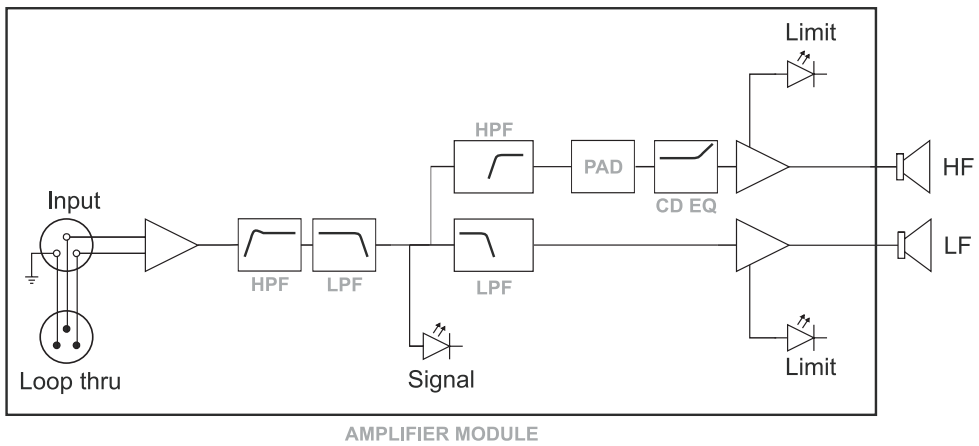 Limit
HPF
PAD
HF
CD EQ
Input
LF
HPF
LPF
LPF
Loop thru
Signal
Limit
AMPLIFIER MODULE